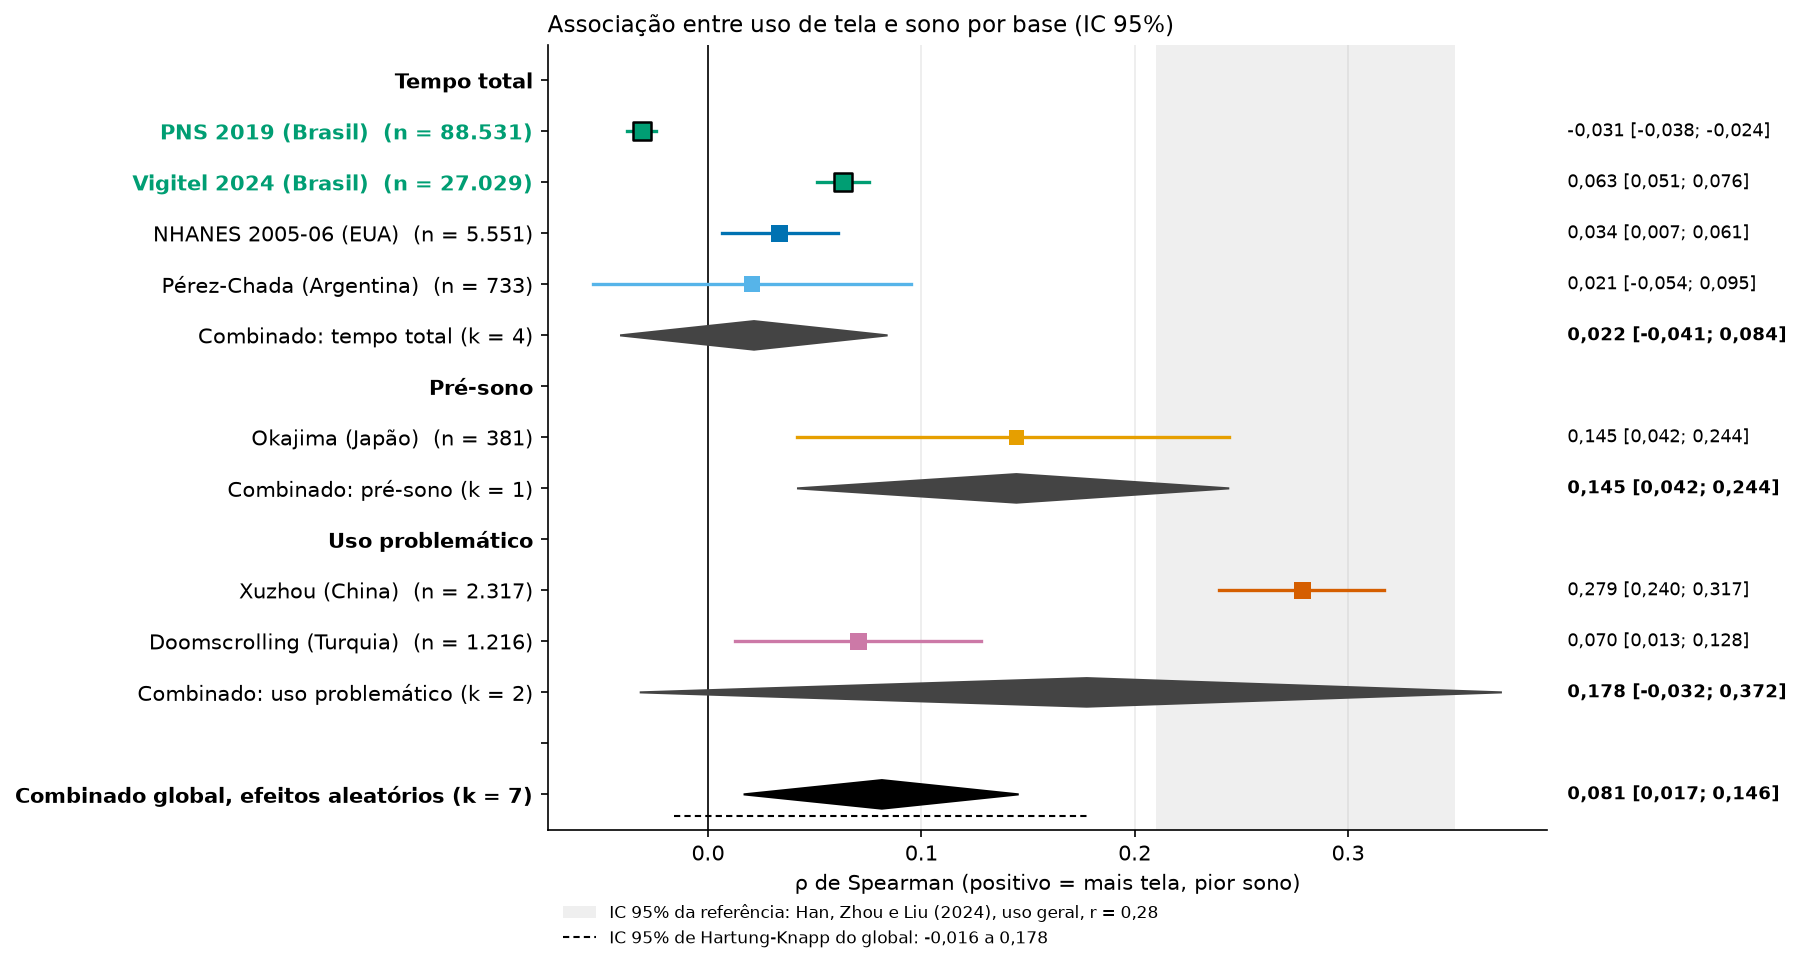 Associação entre uso de tela e sono por base (IC 95%)
Tempo total
PNS 2019 (Brasil) (n = 88.531) -0,031 [-0,038; -0,024]
Vigitel 2024 (Brasil) (n = 27.029) 0,063 [0,051; 0,076]
NHANES 2005-06 (EUA) (n = 5.551) 0,034 [0,007; 0,061]
Pérez-Chada (Argentina) (n = 733) 0,021 [-0,054; 0,095]
Combinado: tempo total (k = 4) 0,022 [-0,041; 0,084]
Pré-sono
Okajima (Japão) (n = 381) 0,145 [0,042; 0,244]
Combinado: pré-sono (k = 1) 0,145 [0,042; 0,244]
Uso problemático
Xuzhou (China) (n = 2.317) 0,279 [0,240; 0,317]
Doomscrolling (Turquia) (n = 1.216) 0,070 [0,013; 0,128]
Combinado: uso problemático (k = 2) 0,178 [-0,032; 0,372]
Combinado global, efeitos aleatórios (k = 7) 0,081 [0,017; 0,146]
0.0 0.1 0.2 0.3
ρ de Spearman (positivo = mais tela, pior sono)
IC 95% da referência: Han, Zhou e Liu (2024), uso geral, r = 0,28
IC 95% de Hartung-Knapp do global: -0,016 a 0,178